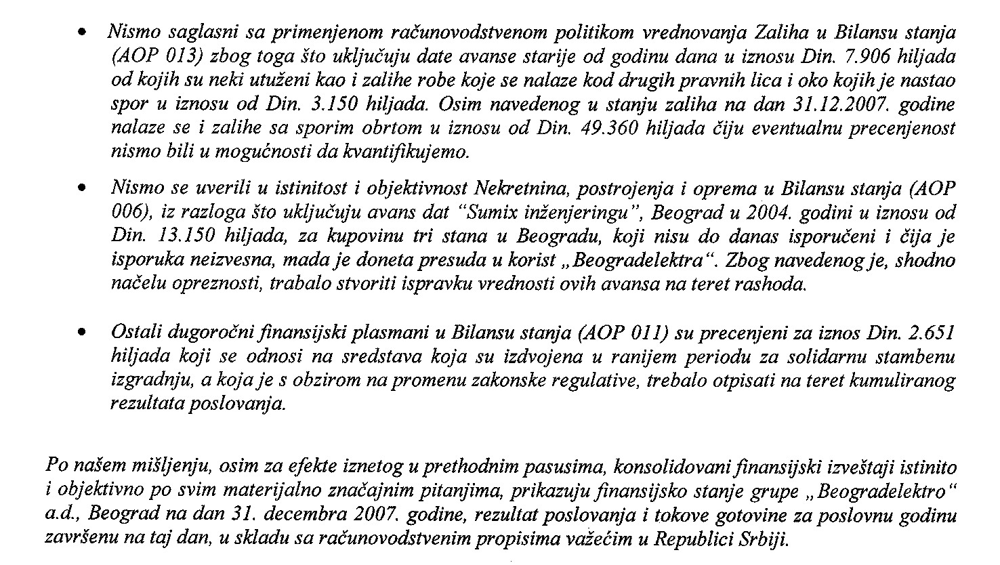 • Nismo saglasni sa primenjenom računovodstvenom politikom vrednovanja Zaliha u Bilansu stanja
(AOP 013) zbog toga što uključuju date avanse starije od godinu dana u iznosu Din. 7.906 hiljada
od kojih su neki utuženi kao i zalihe robe koje se nalaze kod drugih pravnih lica i oko kojih je nastao
spor u iznosu od Din. 3.150 hiljada. Osim navedenog u stanju zaliha na dan 31.12.2007. godine
nalaze se i zalihe sa sporim obrtom u iznosu od Din. 49.360 hiljada čiju eventualnu precenjenost
nismo bili u mogućnosti da kvantifikujemo.
• Nismo se uverili u istinitost i objektivnost Nekretnina, postrojenja i oprema u Bilansu stanja (AOP
006), iz razloga što uključuju avans dat “Sumix inženjeringu”, Beograd u 2004. godini u iznosu od
Din. 13.150 hiljada, za kupovinu tri stana u Beogradu, koji nisu do danas isporučeni i čija je
isporuka neizvesna, mada je doneta presuda u korist „Beogradelektra“. Zbog navedenog je, shodno
načelu opreznosti, trabalo stvoriti ispravku vrednosti ovih avansa na teret rashoda.
• Ostali dugoročni finansijski plasmani u Bilansu stanja (AOP 011) su precenjeni za iznos Din. 2.651
hiljada koji se odnosi na sredstava koja su izdvojena u ranijem periodu za solidarnu stambenu
izgradnju, a koja je s obzirom na promenu zakonske regulative, trebalo otpisati na teret kumuliranog
rezultata poslovanja.
Po našem mišljenju, osim za efekte iznetog u prethodnim pasusima, konsolidovani finansijski izveštaji istinito
i objektivno po svim materijalno značajnim pitanjima, prikazuju finansijsko stanje grupe „Beogradelektro“
a.d., Beograd na dan 31. decembra 2007. godine, rezultat poslovanja i tokove gotovine za poslovnu godinu
završenu na taj dan, u skladu sa računovodstvenim propisima važećim u Republici Srbiji.